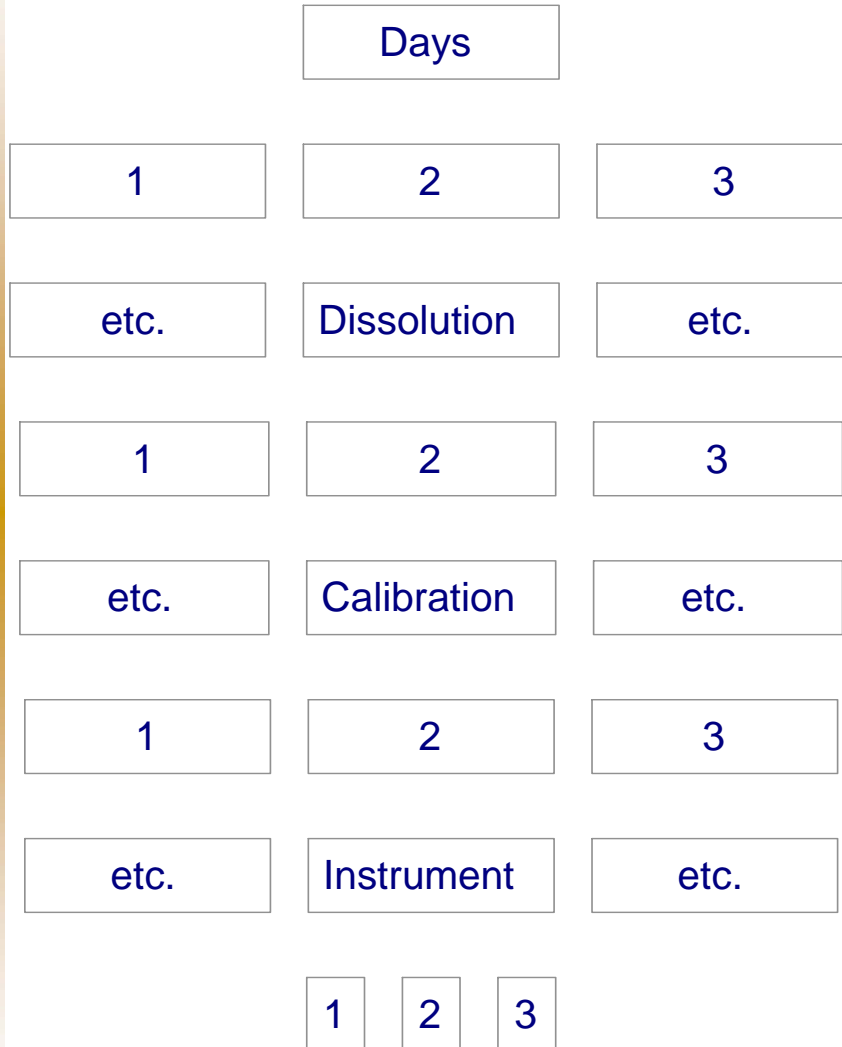 Days
1 2 3
etc. Dissolution etc.
1 2 3
etc. Calibration etc.
1 2 3
etc. Instrument etc.
1 2 3